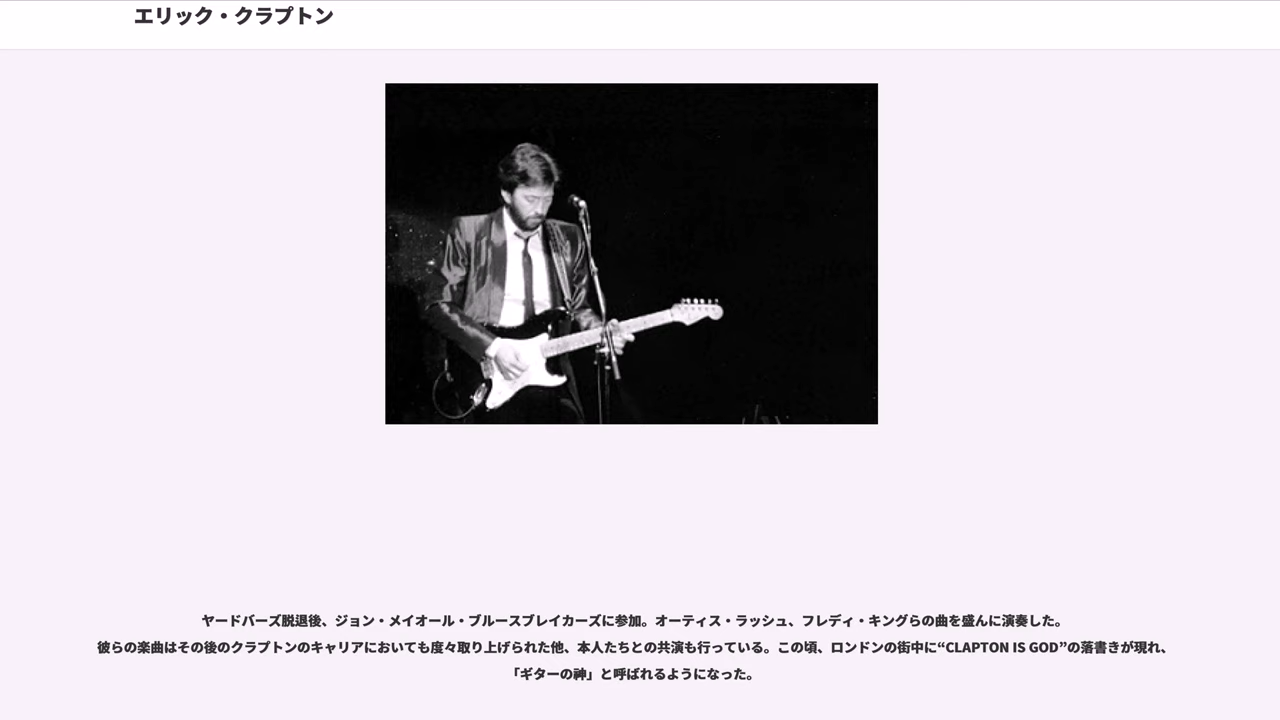 エリック・クラプトン
ヤードバーズ脱退後、ジョン・メイオール・ブルースブレイカーズに参加。オーティス・ラッシュ、フレディ・キングらの曲を盛んに演奏した。
彼らの楽曲はその後のクラプトンのキャリアにおいても度々取り上げられた他、本人たちとの共演も行っている。この頃、ロンドンの街中に“CLAPTON IS GOD”の落書きが現れ、
「ギターの神」と呼ばれるようになった。